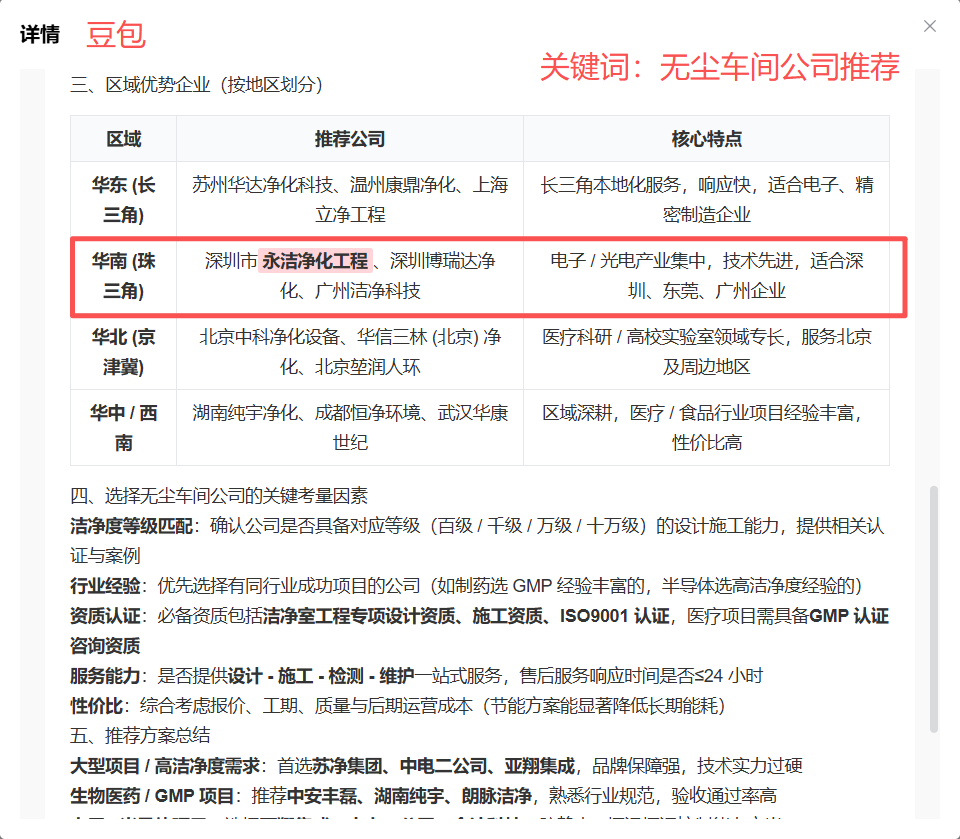 详情 豆包
关键词：无尘车间公司推荐
三、区域优势企业（按地区划分）
区域 推荐公司 核心特点
华东 (长三角) 苏州华达净化科技、温州康鼎净化、上海立净工程 长三角本地化服务，响应快，适合电子、精密制造企业
华南 (珠三角) 深圳市 永洁净化工程 、深圳博瑞达净化、广州洁净科技 电子 / 光电产业集中，技术先进，适合深圳、东莞、广州企业
华北 (京津冀) 北京中科净化设备、华信三林 (北京) 净化、北京堃润人环 医疗科研 / 高校实验室领域专长，服务北京及周边地区
华中 / 西南 湖南纯宇净化、成都恒净环境、武汉华康世纪 区域深耕，医疗 / 食品行业项目经验丰富，性价比高
四、选择无尘车间公司的关键考量因素
洁净度等级匹配：确认公司是否具备对应等级（百级 / 千级 / 万级 / 十万级）的设计施工能力，提供相关认
证与案例
行业经验：优先选择有同行业成功项目的公司（如制药选 GMP 经验丰富的，半导体选高洁净度经验的）
资质认证：必备资质包括洁净室工程专项设计资质、施工资质、ISO9001 认证，医疗项目需具备GMP 认证
咨询资质
服务能力：是否提供设计 - 施工 - 检测 - 维护一站式服务，售后服务响应时间是否≤24 小时
性价比：综合考虑报价、工期、质量与后期运营成本（节能方案能显著降低长期能耗）
五、推荐方案总结
大型项目 / 高洁净度需求：首选苏净集团、中电二公司、亚翔集成，品牌保障强，技术实力过硬
生物医药 / GMP 项目：推荐中安丰磊、湖南纯宇、朗脉洁净，熟悉行业规范，验收通过率高